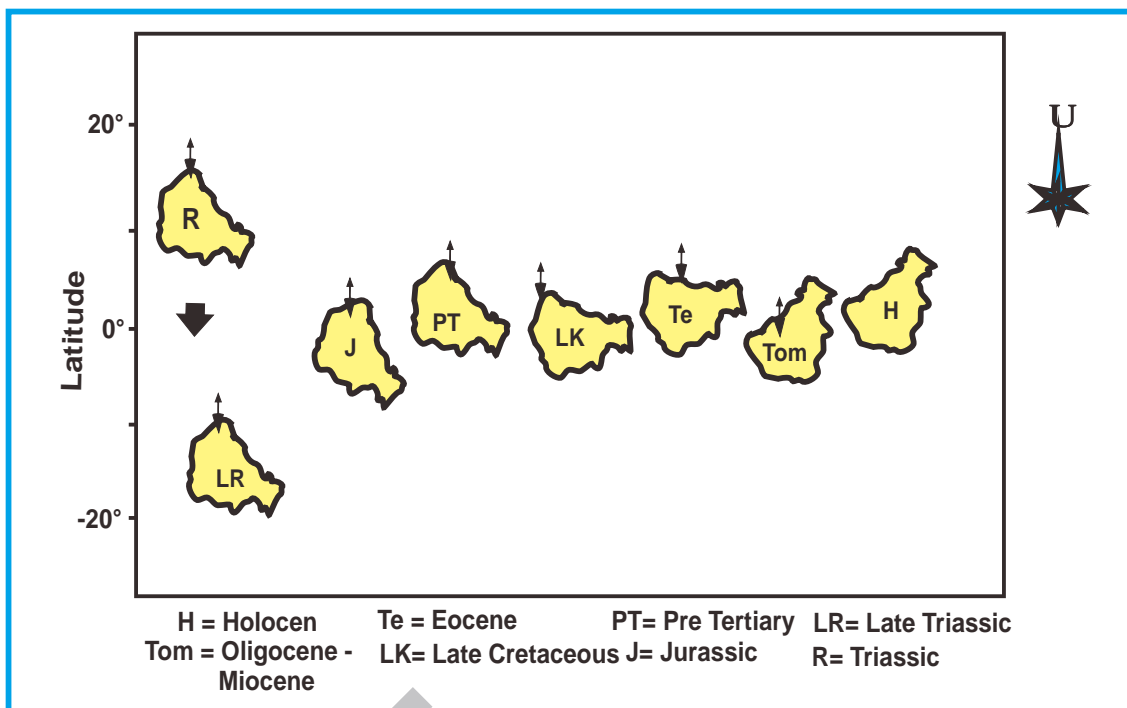 U
20°
R
Te
H
PT
J
LK
Tom
0°
Latitude
LR
-20°
H = Holocen
Te = Eocene
PT= Pre Tertiary
LR= Late Triassic
Tom = Oligocene -
Miocene
LK= Late Cretaceous
J= Jurassic
R= Triassic